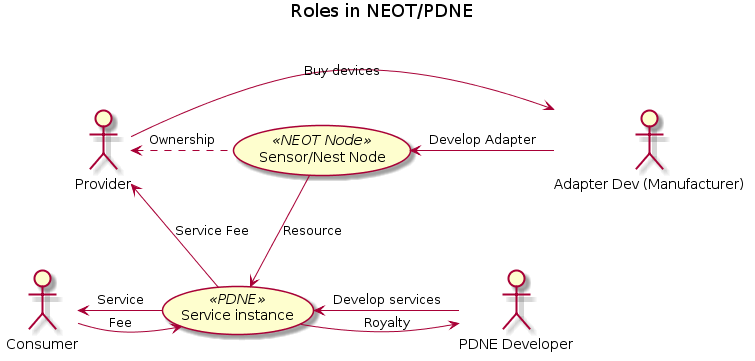 Roles in NEOT/PDNE
Buy devices
Ownership
«NEOT Node»
Sensor/Nest Node
Develop Adapter
Provider
Adapter Dev (Manufacturer)
Service Fee
Resource
Service
«PDNE»
Service instance
Develop services
Fee
Royalty
Consumer
PDNE Developer